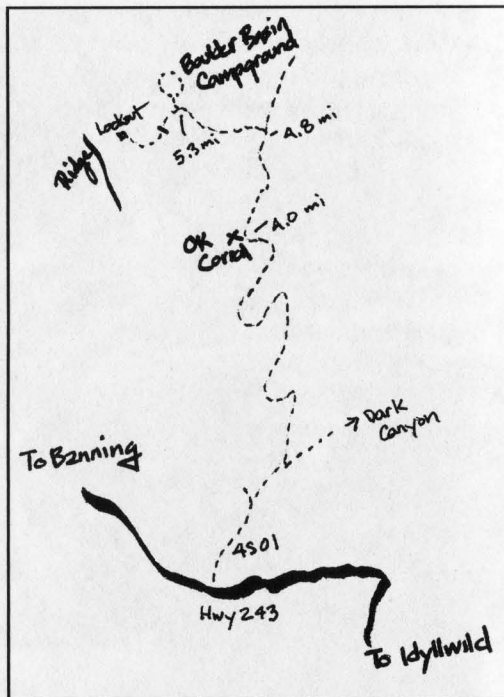 Boulder Basin
Campground
Lookout
Ridge
5.3 mi
4.8 mi
4.0 mi
OK
Corral
Dark
Canyon
To Banning
4S01
Hwy 243
To Idyllwild